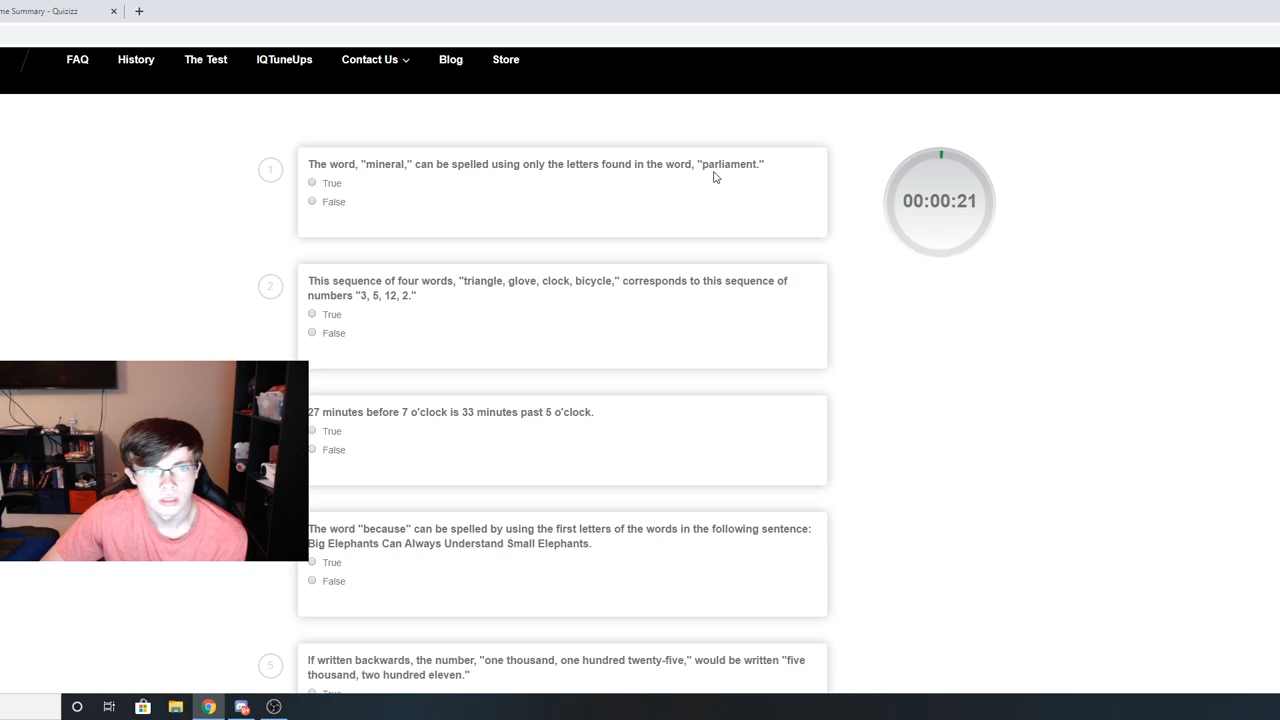 me Summary - Quizizz
FAQ History The Test IQTuneUps Contact Us Blog Store
1
The word, "mineral," can be spelled using only the letters found in the word, "parliament."
True
False
00:00:21
2
This sequence of four words, "triangle, glove, clock, bicycle," corresponds to this sequence of
numbers "3, 5, 12, 2."
True
False
27 minutes before 7 o'clock is 33 minutes past 5 o'clock.
True
False
The word "because" can be spelled by using the first letters of the words in the following sentence:
Big Elephants Can Always Understand Small Elephants.
True
False
5
If written backwards, the number, "one thousand, one hundred twenty-five," would be written "five
thousand, two hundred eleven."
True